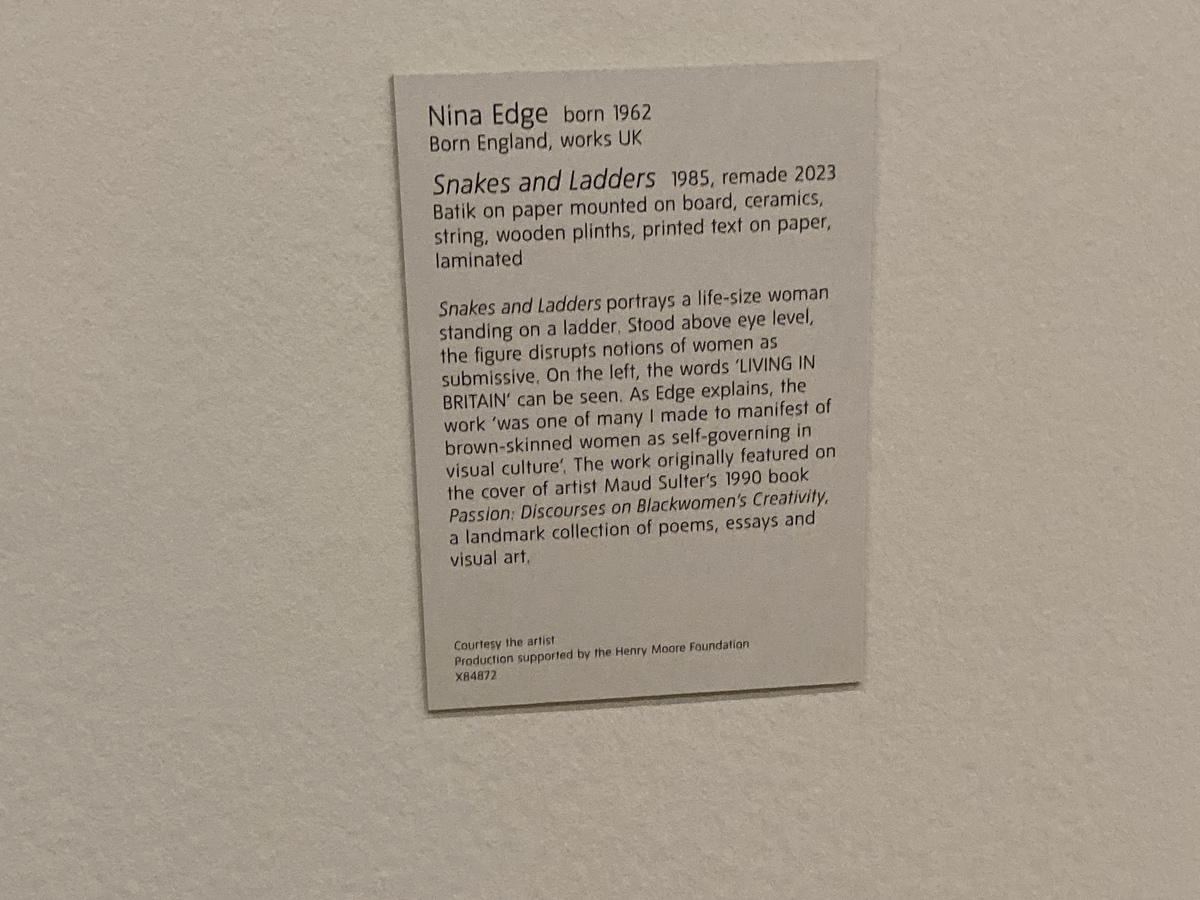 Nina Edge born 1962
Born England, works UK
Snakes and Ladders 1985, remade 2023
Batik on paper mounted on board, ceramics,
string, wooden plinths, printed text on paper,
laminated
Snakes and Ladders portrays a life-size woman
standing on a ladder. Stood above eye level,
the figure disrupts notions of women as
submissive. On the left, the words ‘LIVING IN
BRITAIN’ can be seen. As Edge explains, the
work ‘was one of many I made to manifest of
brown-skinned women as self-governing in
visual culture’. The work originally featured on
the cover of artist Maud Sulter’s 1990 book
Passion: Discourses on Blackwomen’s Creativity,
a landmark collection of poems, essays and
visual art.
Courtesy the artist
Production supported by the Henry Moore Foundation
X84872